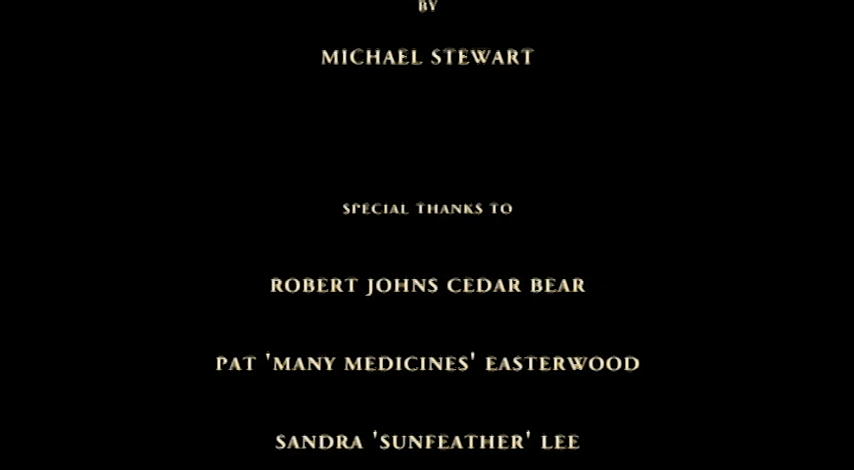 BY
MICHAEL STEWART
SPECIAL THANKS TO
ROBERT JOHNS CEDAR BEAR
PAT 'MANY MEDICINES' EASTERWOOD
SANDRA 'SUNFEATHER' LEE